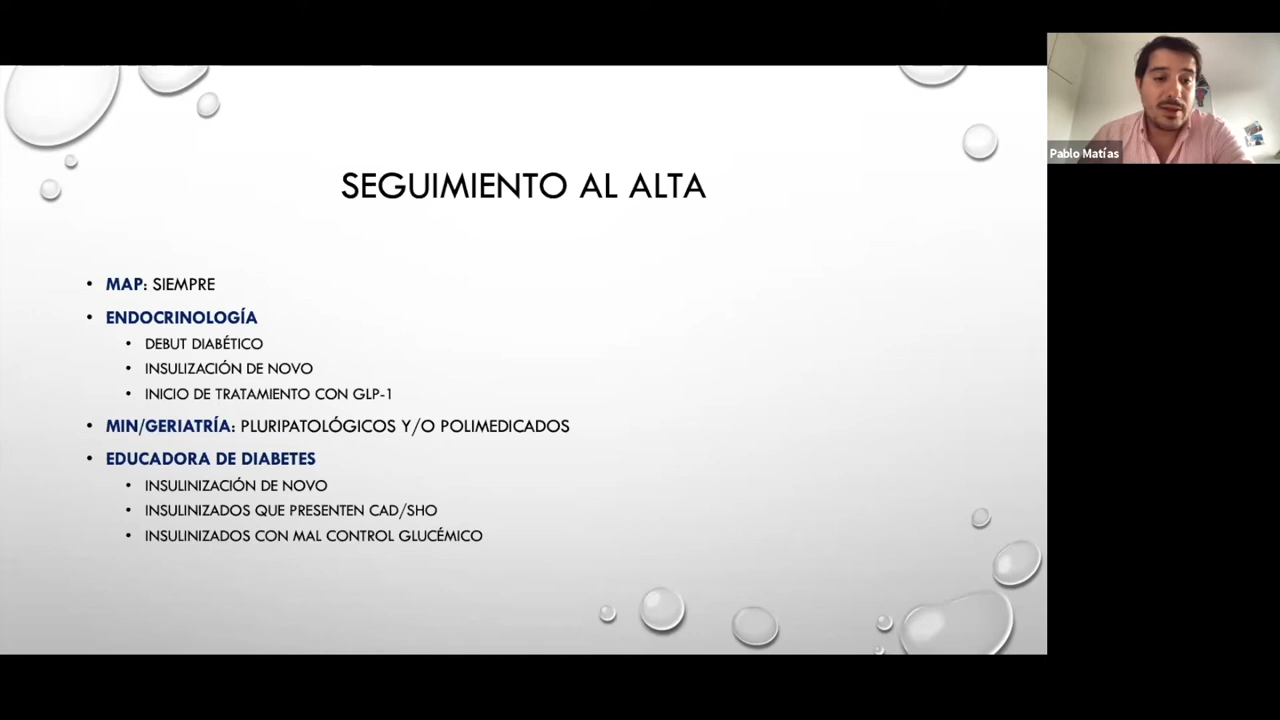 SEGUIMIENTO AL ALTA
• MAP: SIEMPRE
• ENDOCRINOLOGÍA
• DEBUT DIABÉTICO
• INSULIZACIÓN DE NOVO
• INICIO DE TRATAMIENTO CON GLP-1
• MIN/GERIATRÍA: PLURIPATOLÓGICOS Y/O POLIMEDICADOS
• EDUCADORA DE DIABETES
• INSULINIZACIÓN DE NOVO
• INSULINIZADOS QUE PRESENTEN CAD/SHO
• INSULINIZADOS CON MAL CONTROL GLUCÉMICO
Pablo Matías